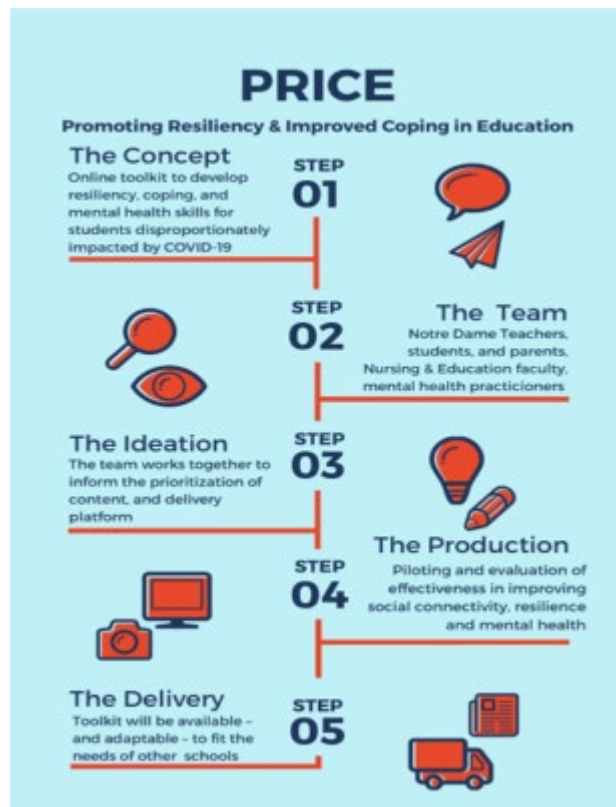 PRICE
Promoting Resiliency & Improved Coping in Education
The Concept
Online toolkit to develop
resiliency, coping, and
mental health skills for
students disproportionately
impacted by COVID-19
STEP
01
STEP
02
The Team
Notre Dame Teachers,
students, and parents,
Nursing & Education faculty,
mental health practicioners
The Ideation
The team works together to
inform the prioritization of
content, and delivery
platform
STEP
03
STEP
04
The Production
Piloting and evaluation of
effectiveness in improving
social connectivity, resilience
and mental health
The Delivery
Toolkit will be available –
and adaptable – to fit the
needs of other schools
STEP
05